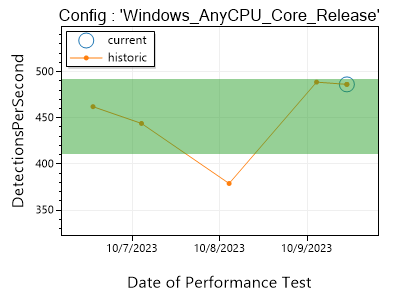 Config : 'Windows_AnyCPU_Core_Release'
current
historic
500
450
400
350
DetectionsPerSecond
10/7/2023 10/8/2023 10/9/2023
Date of Performance Test